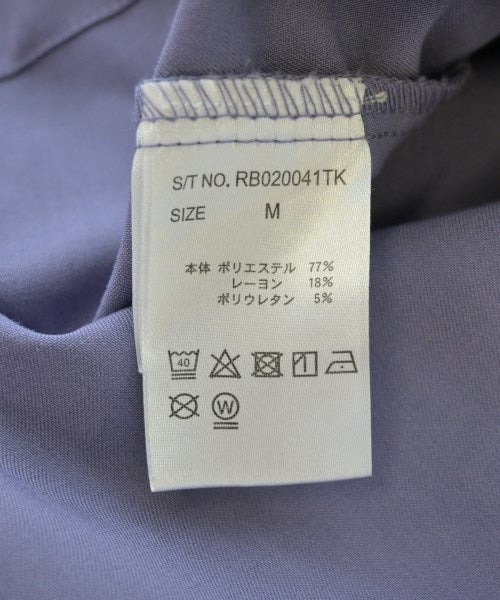 S/T NO. RB020041TK
SIZE M
本体 ポリエステル 77%
レーヨン 18%
ポリウレタン 5%
40
W